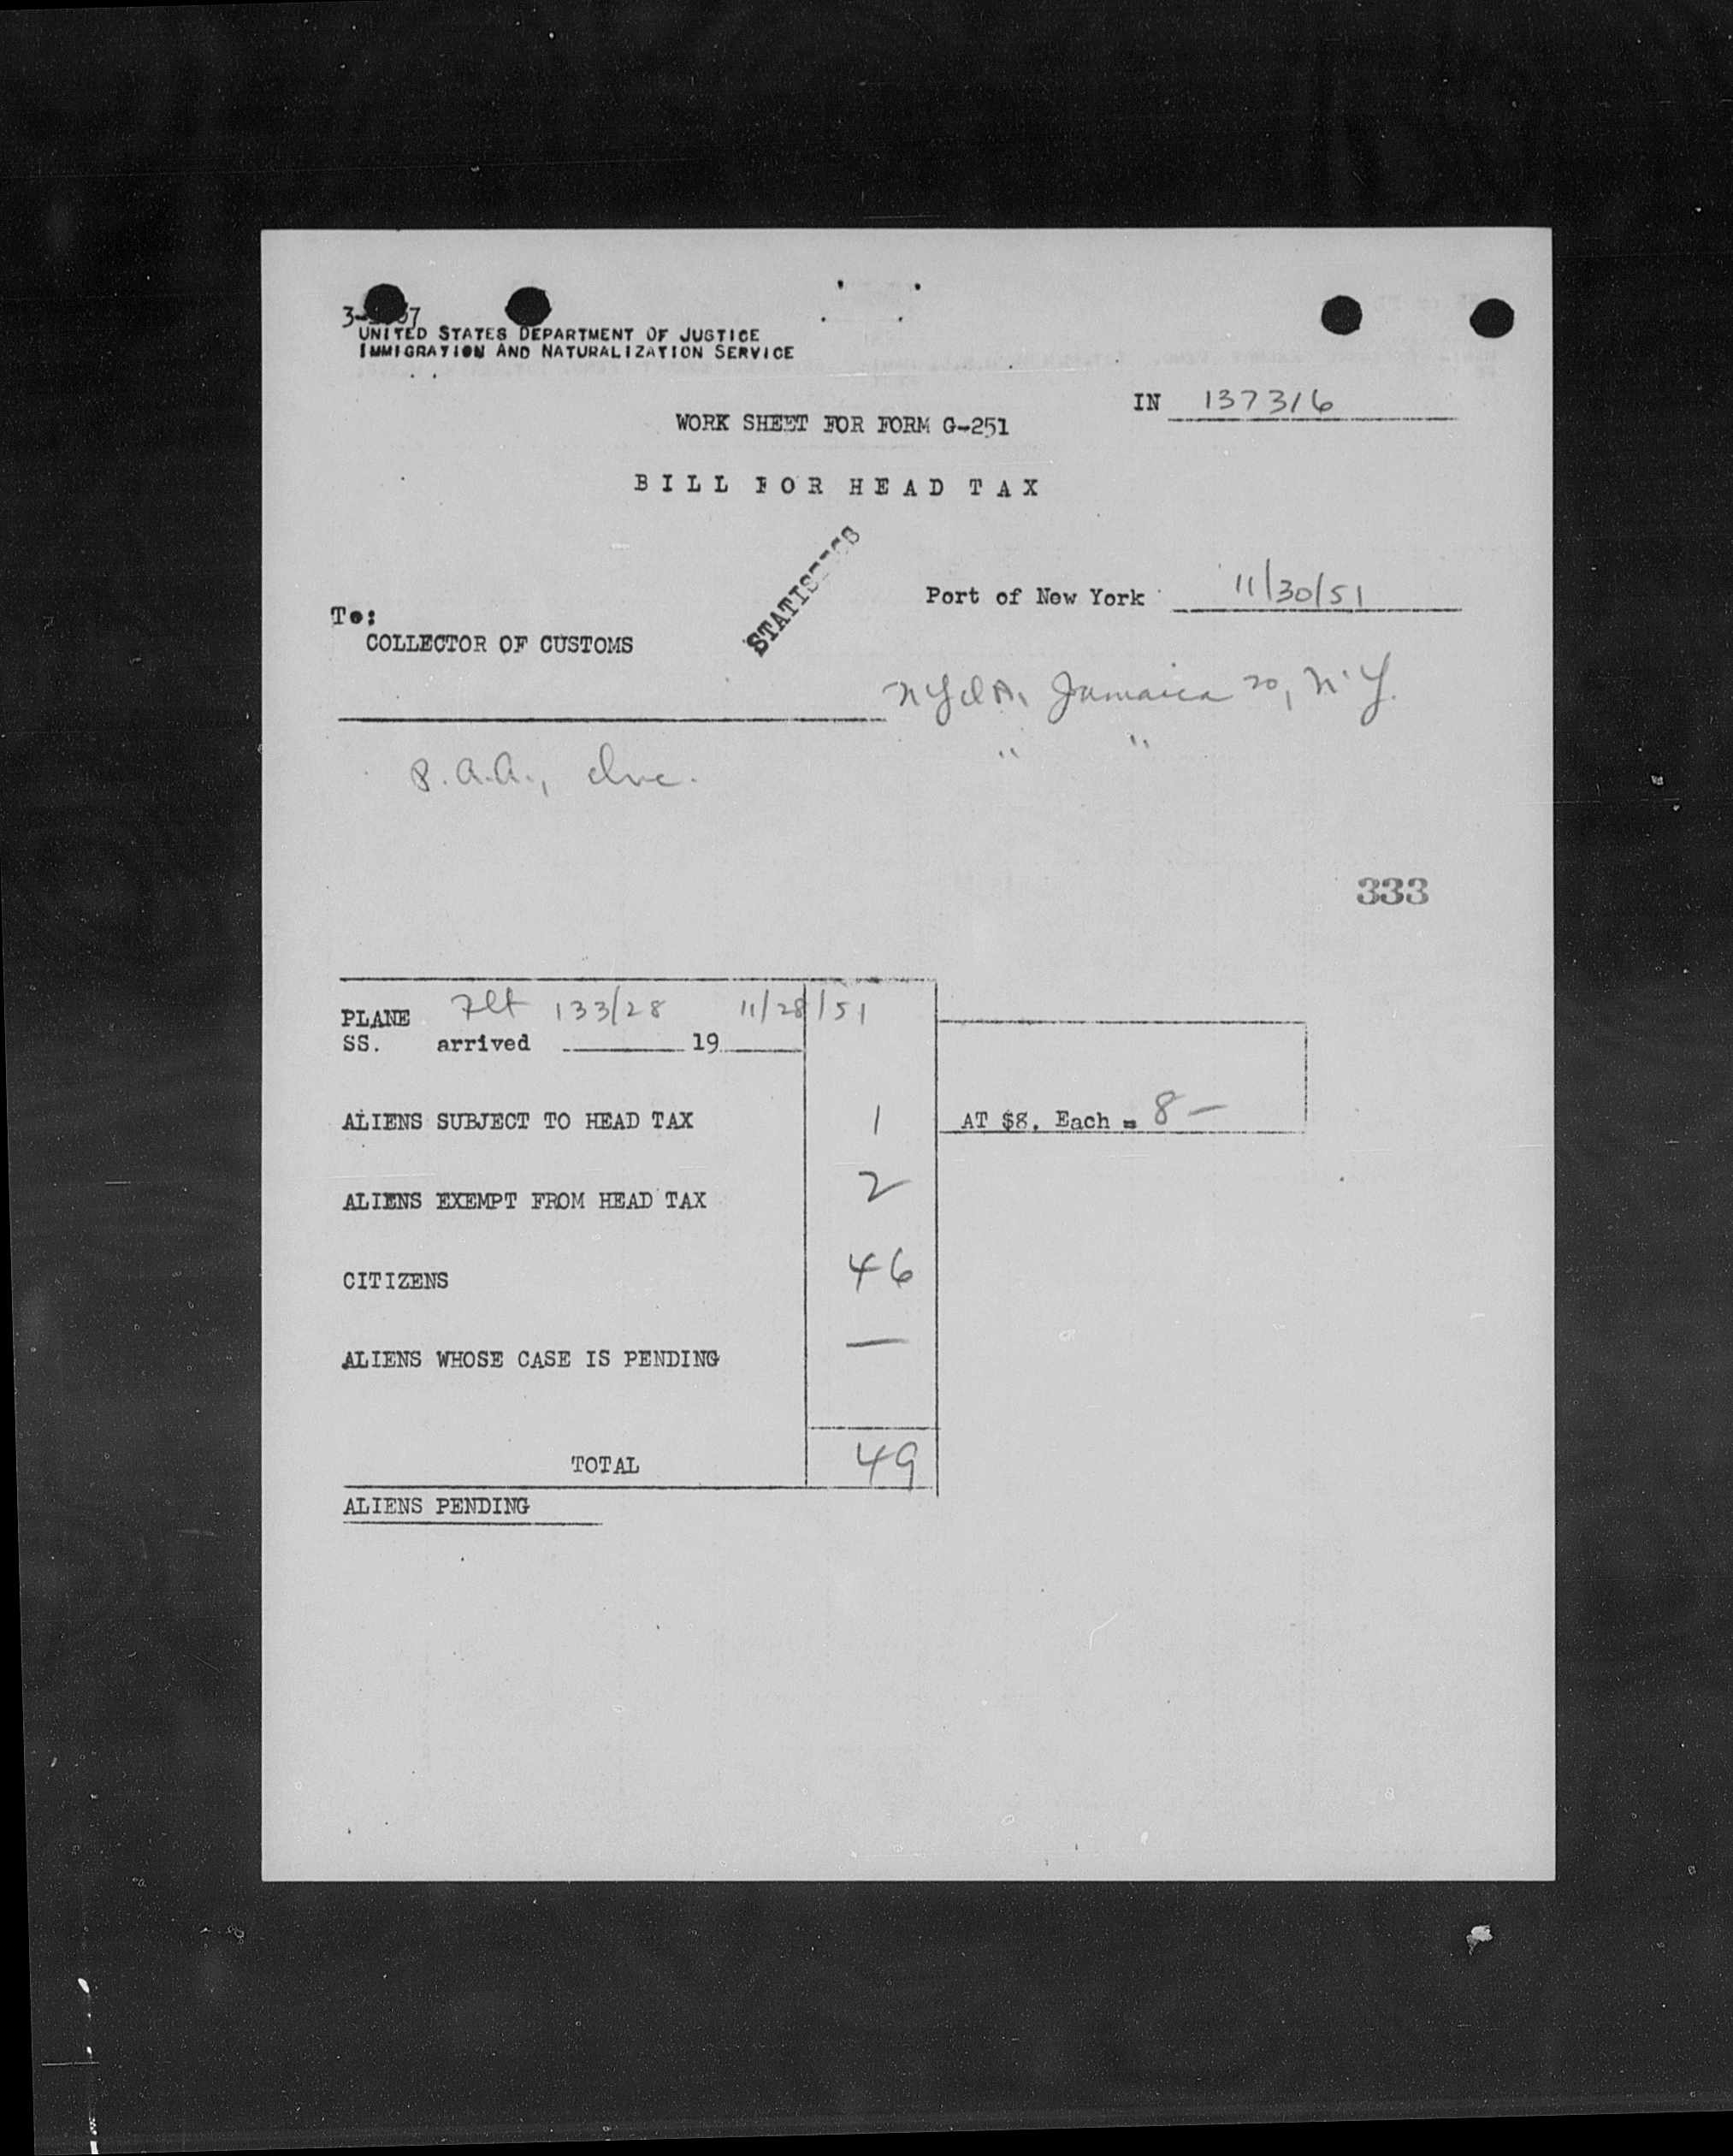 UNITED STATES DEPARTMENT OF JUSTICE
IMMIGRATION AND NATURALIZATION SERVICE
IN 137316
WORK SHEET FOR FORM G-251
BILL FOR HEAD TAX
STATISTICS
Port of New York 11/30/51
To:
COLLECTOR OF CUSTOMS
Jamaica 20, N.Y.
" "
P.A.A., Inc.
333
PLANE Flt 133/28 11/28/51
SS. arrived 19
ALIENS SUBJECT TO HEAD TAX 1 AT $8. Each = 8 —
ALIENS EXEMPT FROM HEAD TAX 2
CITIZENS 46
ALIENS WHOSE CASE IS PENDING —
TOTAL 49
ALIENS PENDING